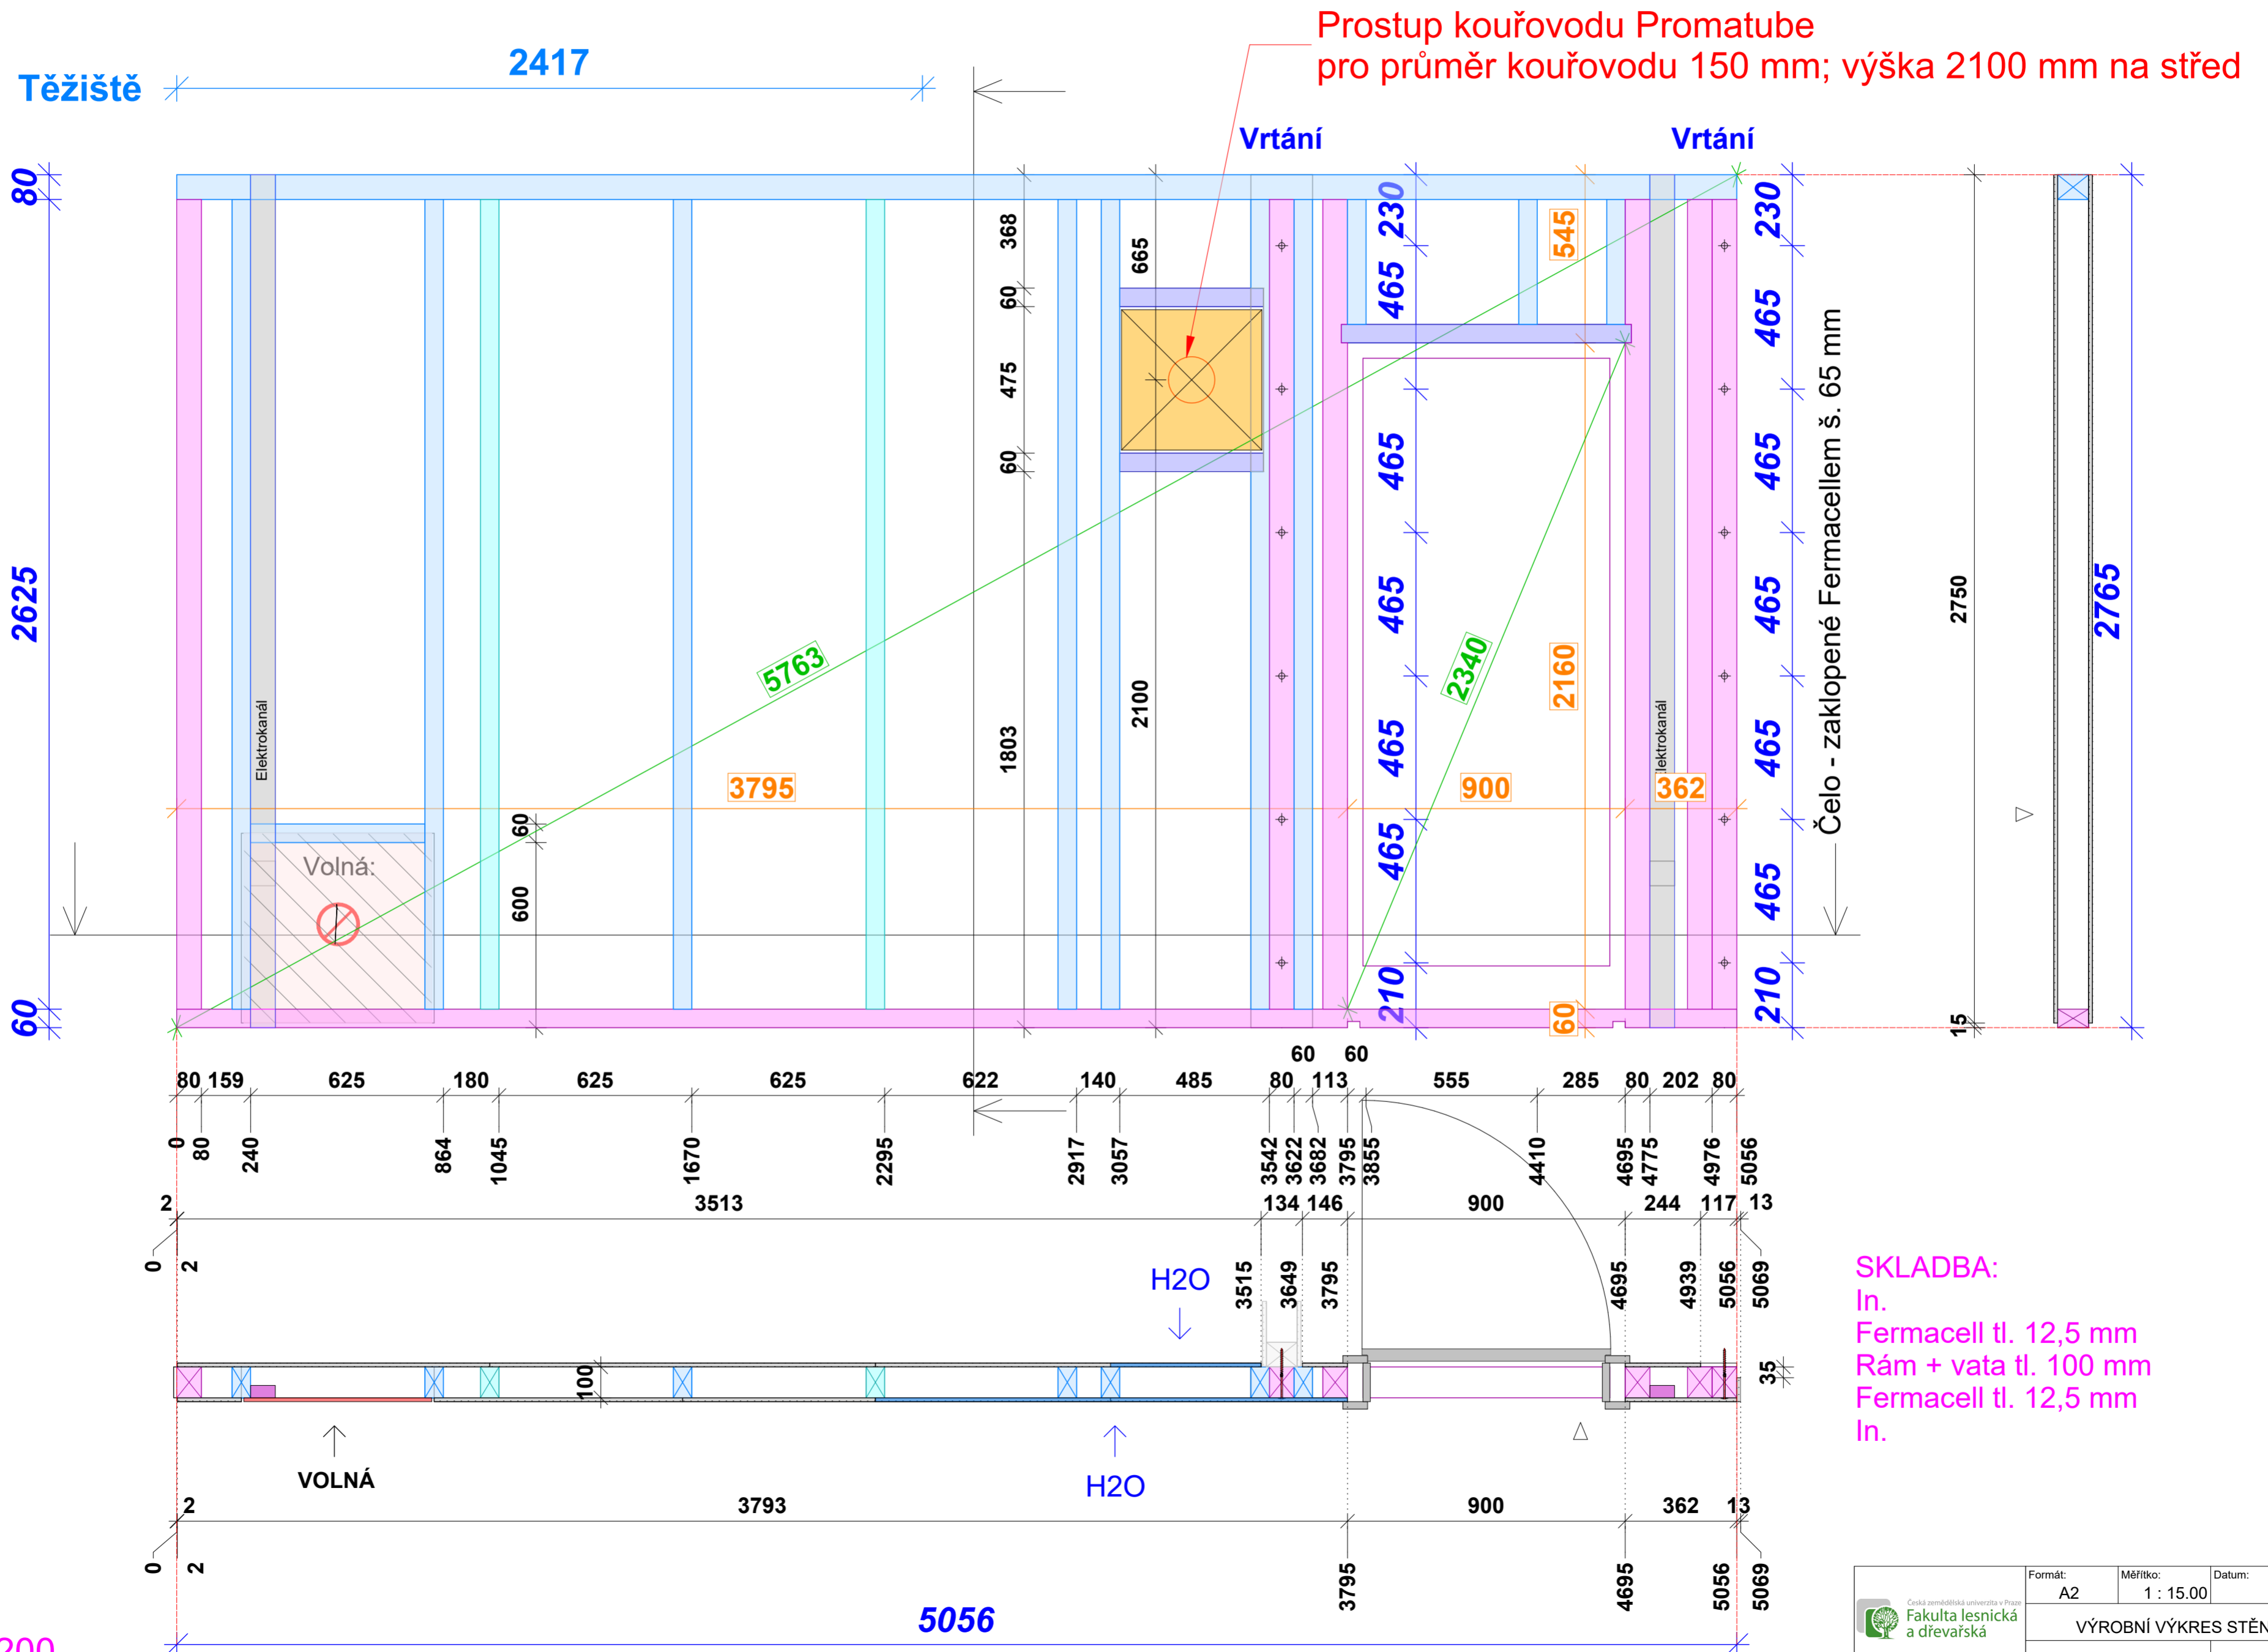 Prostup kouřovodu Promatube
pro průměr kouřovodu 150 mm; výška 2100 mm na střed
Těžiště
2417
Vrtání
Vrtání
80
2625
60
368
60
475
60
1803
665
2100
230
465
465
465
465
465
210
545
2160
60
230
465
465
465
465
465
210
Čelo - zaklopené Fermacellem š. 65 mm
2750
15
2765
5763
2340
3795
900
362
Elektrokanál
lektrokanál
Volná:
60
600
60 60
80 159 625 180 625 625 622 140 485 80 113 555 285 80 202 80
0 80 240 864 1045 1670 2295 2917 3057 3542 3622 3682 3795 3855 4410 4695 4775 4976 5056
2 3513 134 146 900 244 117 13
0 2 3515 3649 3795 4695 4939 5056 5069
H2O
100
35
VOLNÁ
H2O
SKLADBA:
In.
Fermacell tl. 12,5 mm
Rám + vata tl. 100 mm
Fermacell tl. 12,5 mm
In.
2 3793 900 362 13
0 2 3795 4695 5056 5069
5056
200
Česká zemědělská univerzita v Praze
Fakulta lesnická
a dřevařská
Formát: Měřítko: Datum:
A2 1 : 15.00
VÝROBNÍ VÝKRES STĚN